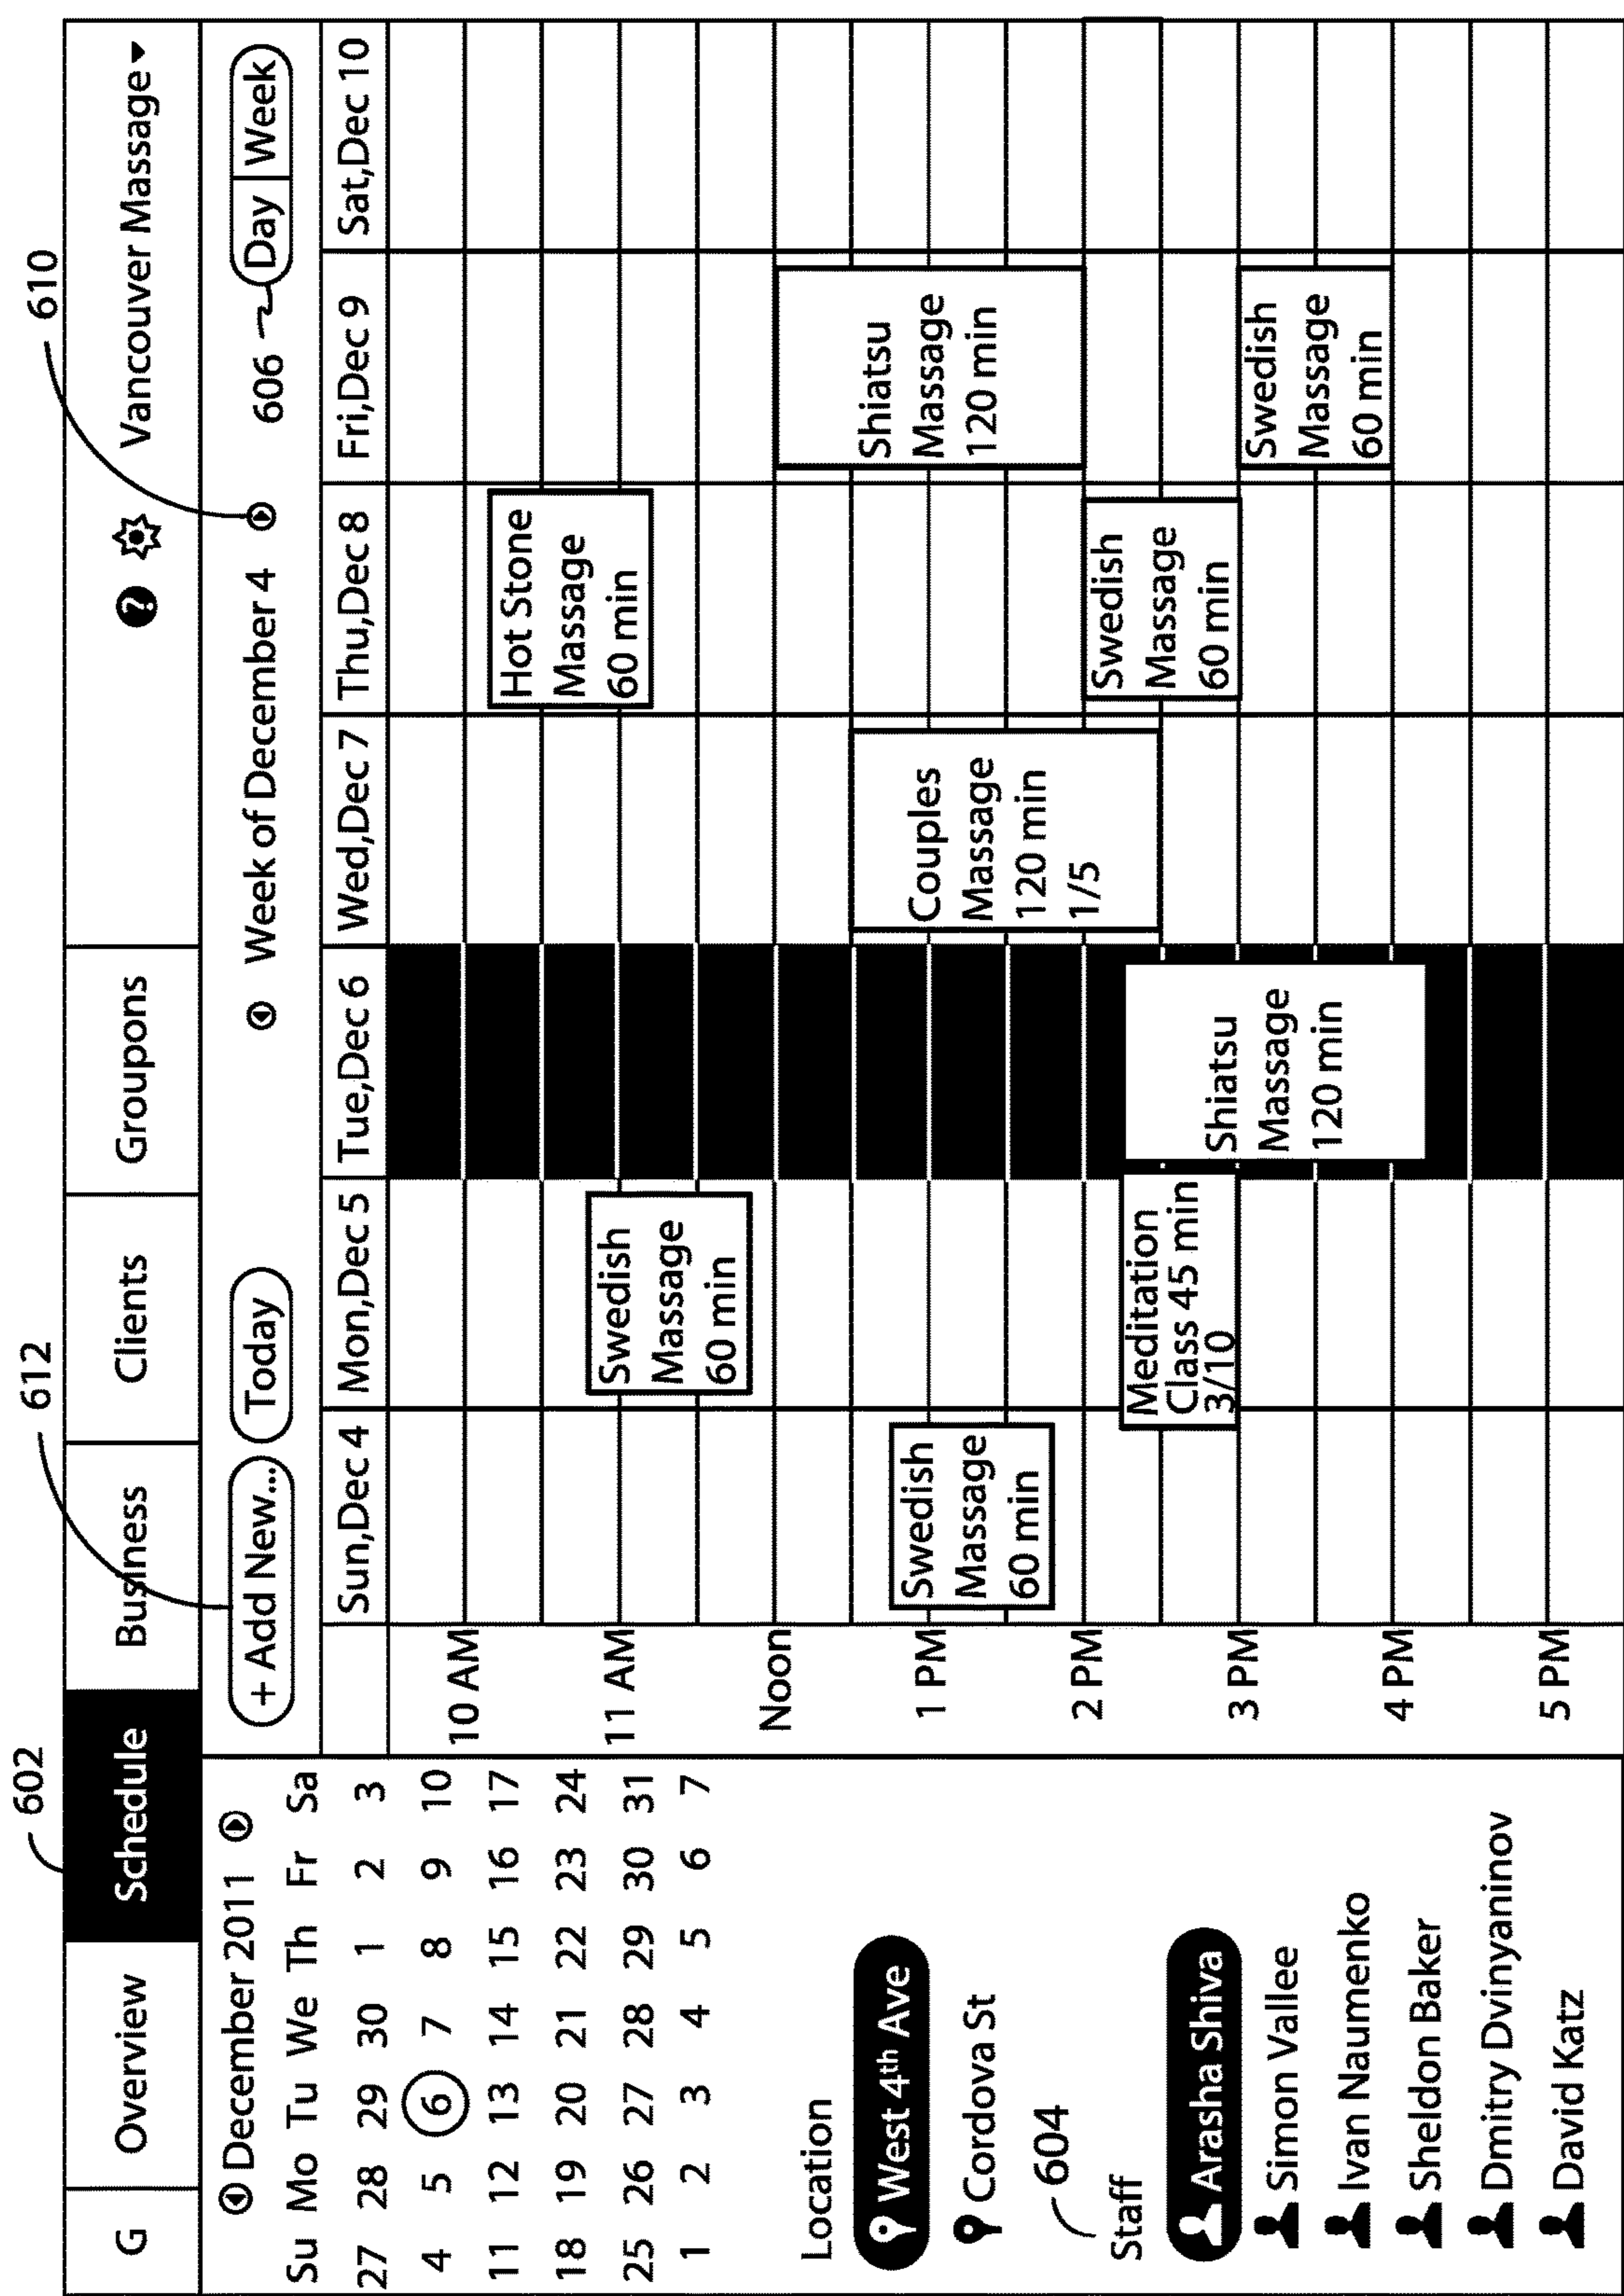 602
612
610
G
Overview
Schedule
Business
Clients
Groupons
?
Vancouver Massage
December 2011
Su Mo Tu We Th Fr Sa
27 28 29 30 1 2 3
4 5 6 7 8 9 10
11 12 13 14 15 16 17
18 19 20 21 22 23 24
25 26 27 28 29 30 31
1 2 3 4 5 6 7
Location
West 4th Ave
Cordova St
604
Staff
Arasha Shiva
Simon Vallee
Ivan Naumenko
Sheldon Baker
Dmitry Dvinyaninov
David Katz
+ Add New...
Today
Week of December 4
606
Day
Week
Sun,Dec 4
Mon,Dec 5
Tue,Dec 6
Wed,Dec 7
Thu,Dec 8
Fri,Dec 9
Sat,Dec 10
10 AM
11 AM
Noon
1 PM
2 PM
3 PM
4 PM
5 PM
Swedish
Massage
60 min
Swedish
Massage
60 min
Meditation
Class 45 min
3/10
Shiatsu
Massage
120 min
Couples
Massage
120 min
1/5
Hot Stone
Massage
60 min
Swedish
Massage
60 min
Shiatsu
Massage
120 min
Swedish
Massage
60 min